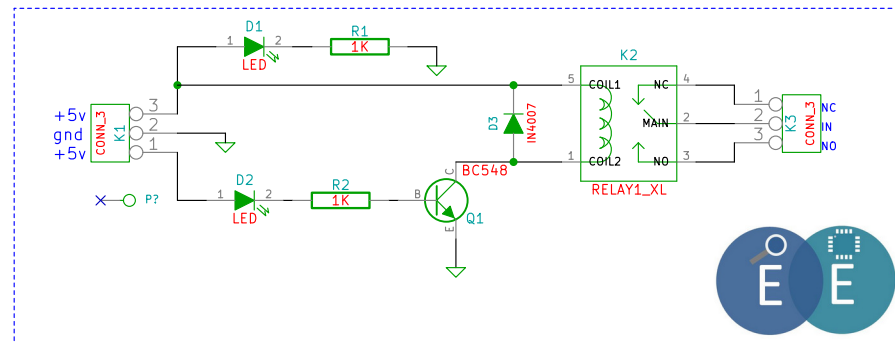 D1
1 2
LED
R1
1K
K2
5 COIL1 NC 4
MAIN 2
1 COIL2 NO 3
RELAY1_XL
+5v
gnd
+5v
CONN_3
K1
3
2
1
D3
IN4007
1
2
3
CONN_3
K3
NC
IN
NO
P?
D2
1 2
LED
R2
1K
B
C
E
BC548
Q1
E E